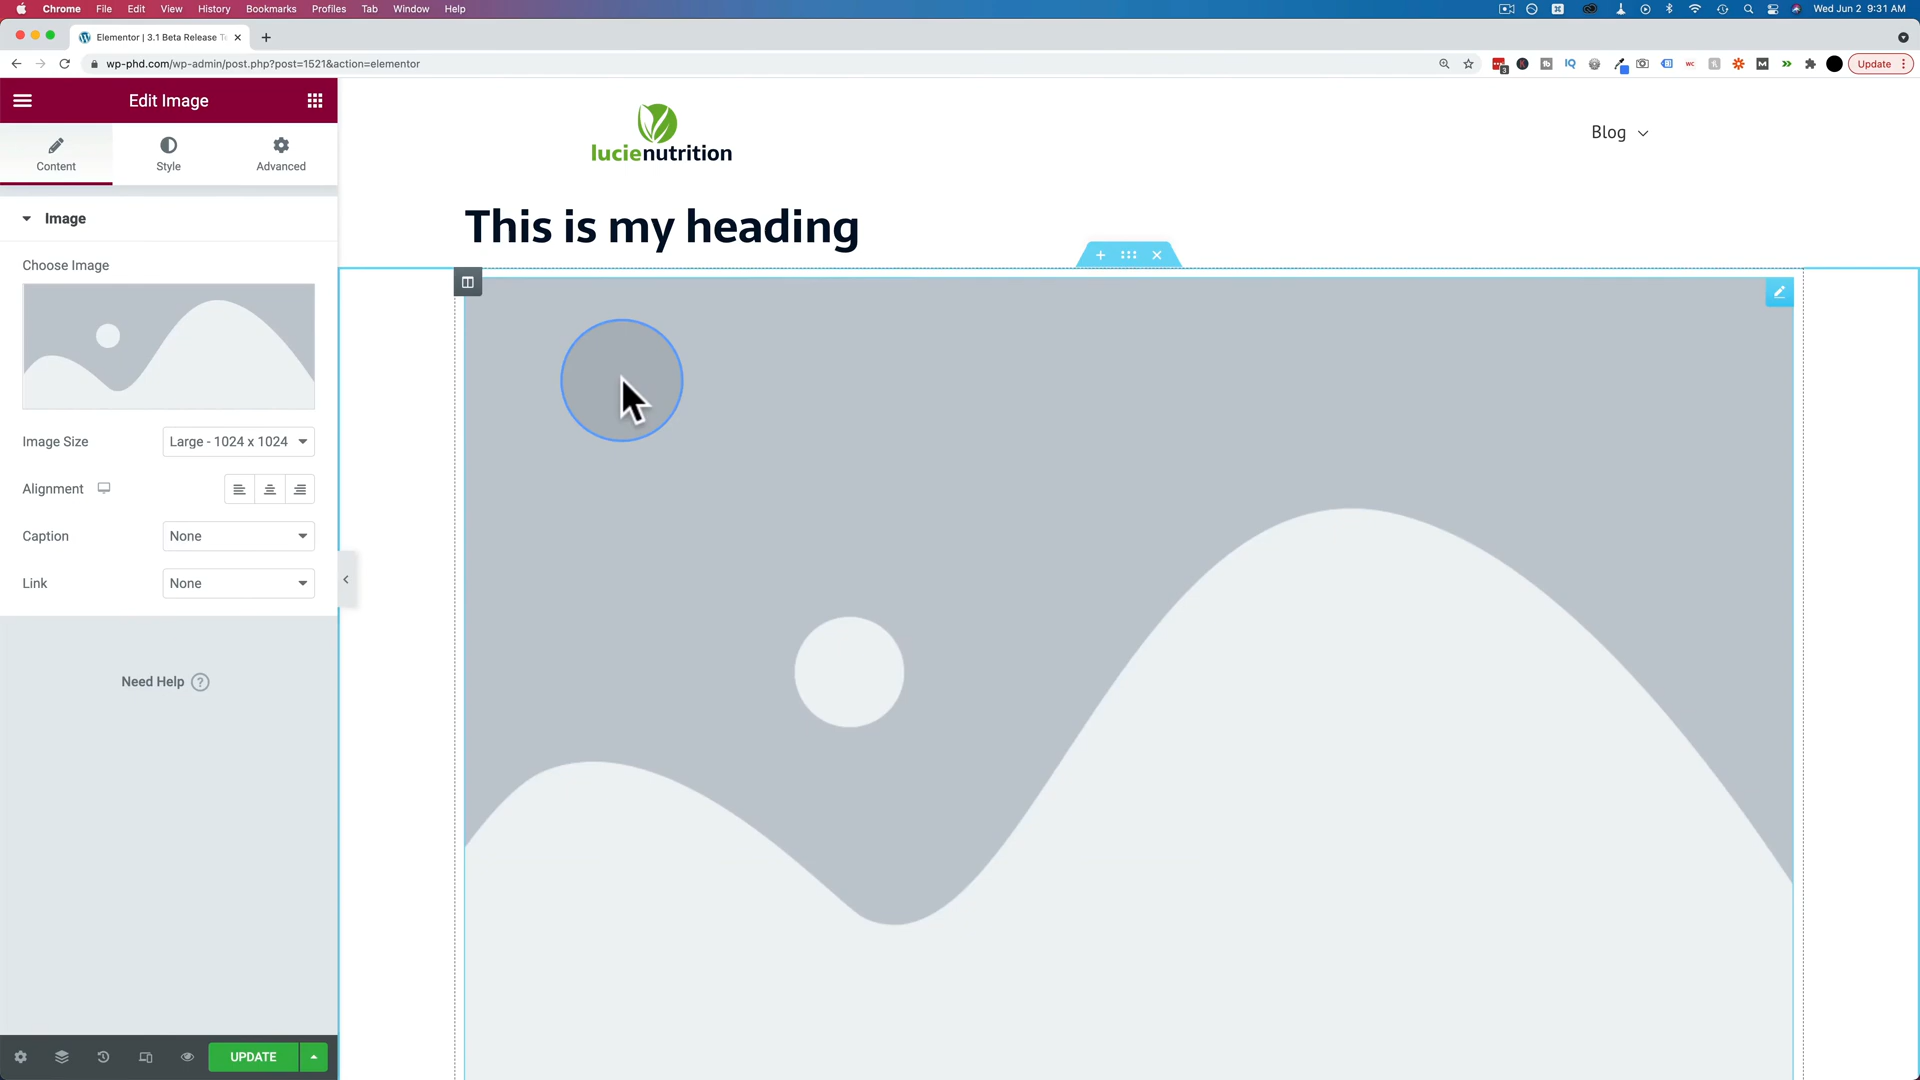 Chrome File Edit View History Bookmarks Profiles Tab Window Help
Wed Jun 2 9:31 AM
Elementor | 3.1 Beta Release
wp-phd.com/wp-admin/post.php?post=1521&action=elementor
3
IQ
wc
Update
Edit Image
Content
Style
Advanced
Image
Choose Image
Image Size
Large - 1024 x 1024
Alignment
Caption
None
Link
None
Need Help ?
UPDATE
lucienutrition
Blog
This is my heading